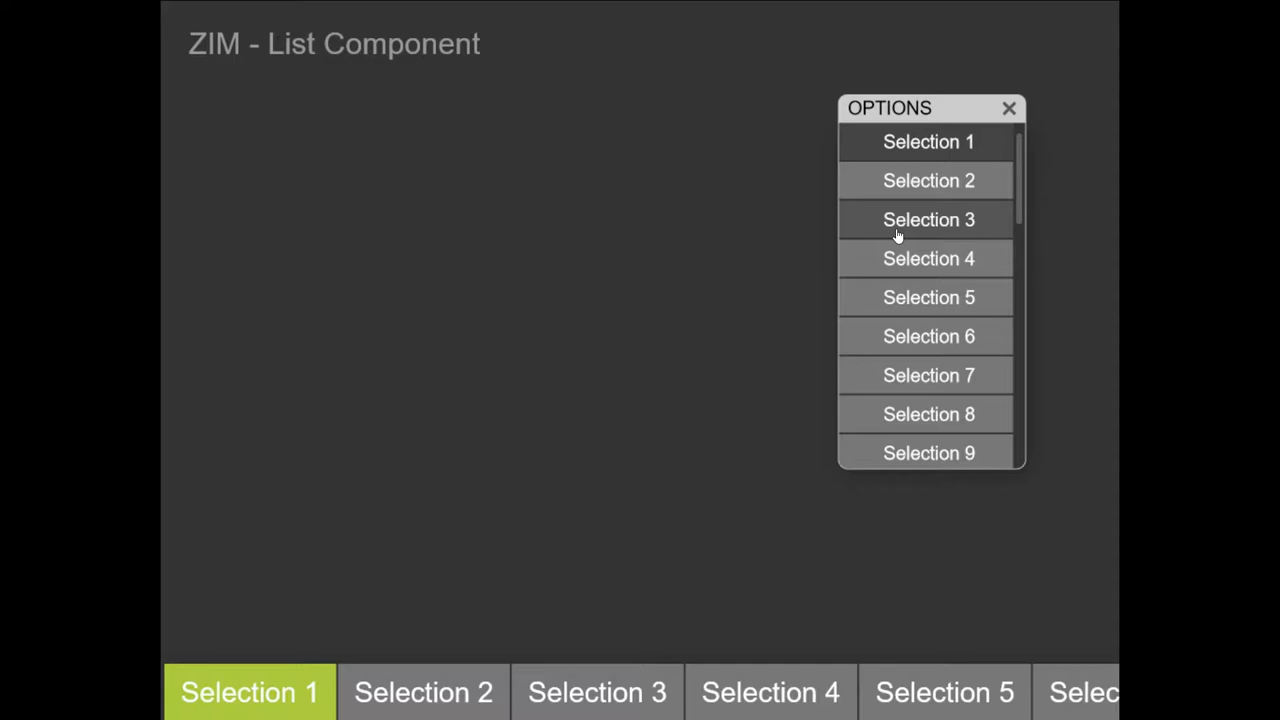 ZIM - List Component
OPTIONS
Selection 1
Selection 2
Selection 3
Selection 4
Selection 5
Selection 6
Selection 7
Selection 8
Selection 9
Selection 1 Selection 2 Selection 3 Selection 4 Selection 5 Selec